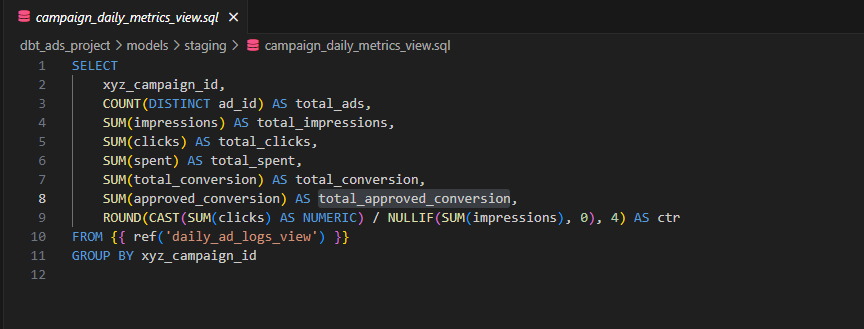 campaign_daily_metrics_view.sql
dbt_ads_project > models > staging > campaign_daily_metrics_view.sql
1 SELECT
2 xyz_campaign_id,
3 COUNT(DISTINCT ad_id) AS total_ads,
4 SUM(impressions) AS total_impressions,
5 SUM(clicks) AS total_clicks,
6 SUM(spent) AS total_spent,
7 SUM(total_conversion) AS total_conversion,
8 SUM(approved_conversion) AS total_approved_conversion,
9 ROUND(CAST(SUM(clicks) AS NUMERIC) / NULLIF(SUM(impressions), 0), 4) AS ctr
10 FROM {{ ref('daily_ad_logs_view') }}
11 GROUP BY xyz_campaign_id
12